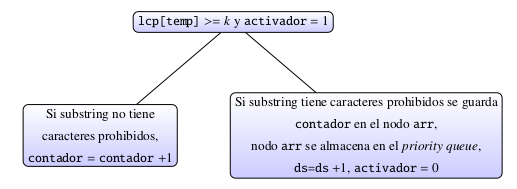 lcp[temp] >= k y activador = 1
Si substring no tiene
caracteres prohibidos,
contador = contador +1
Si substring tiene caracteres prohibidos se guarda
contador en el nodo arr,
nodo arr se almacena en el priority queue,
ds=ds +1, activador = 0